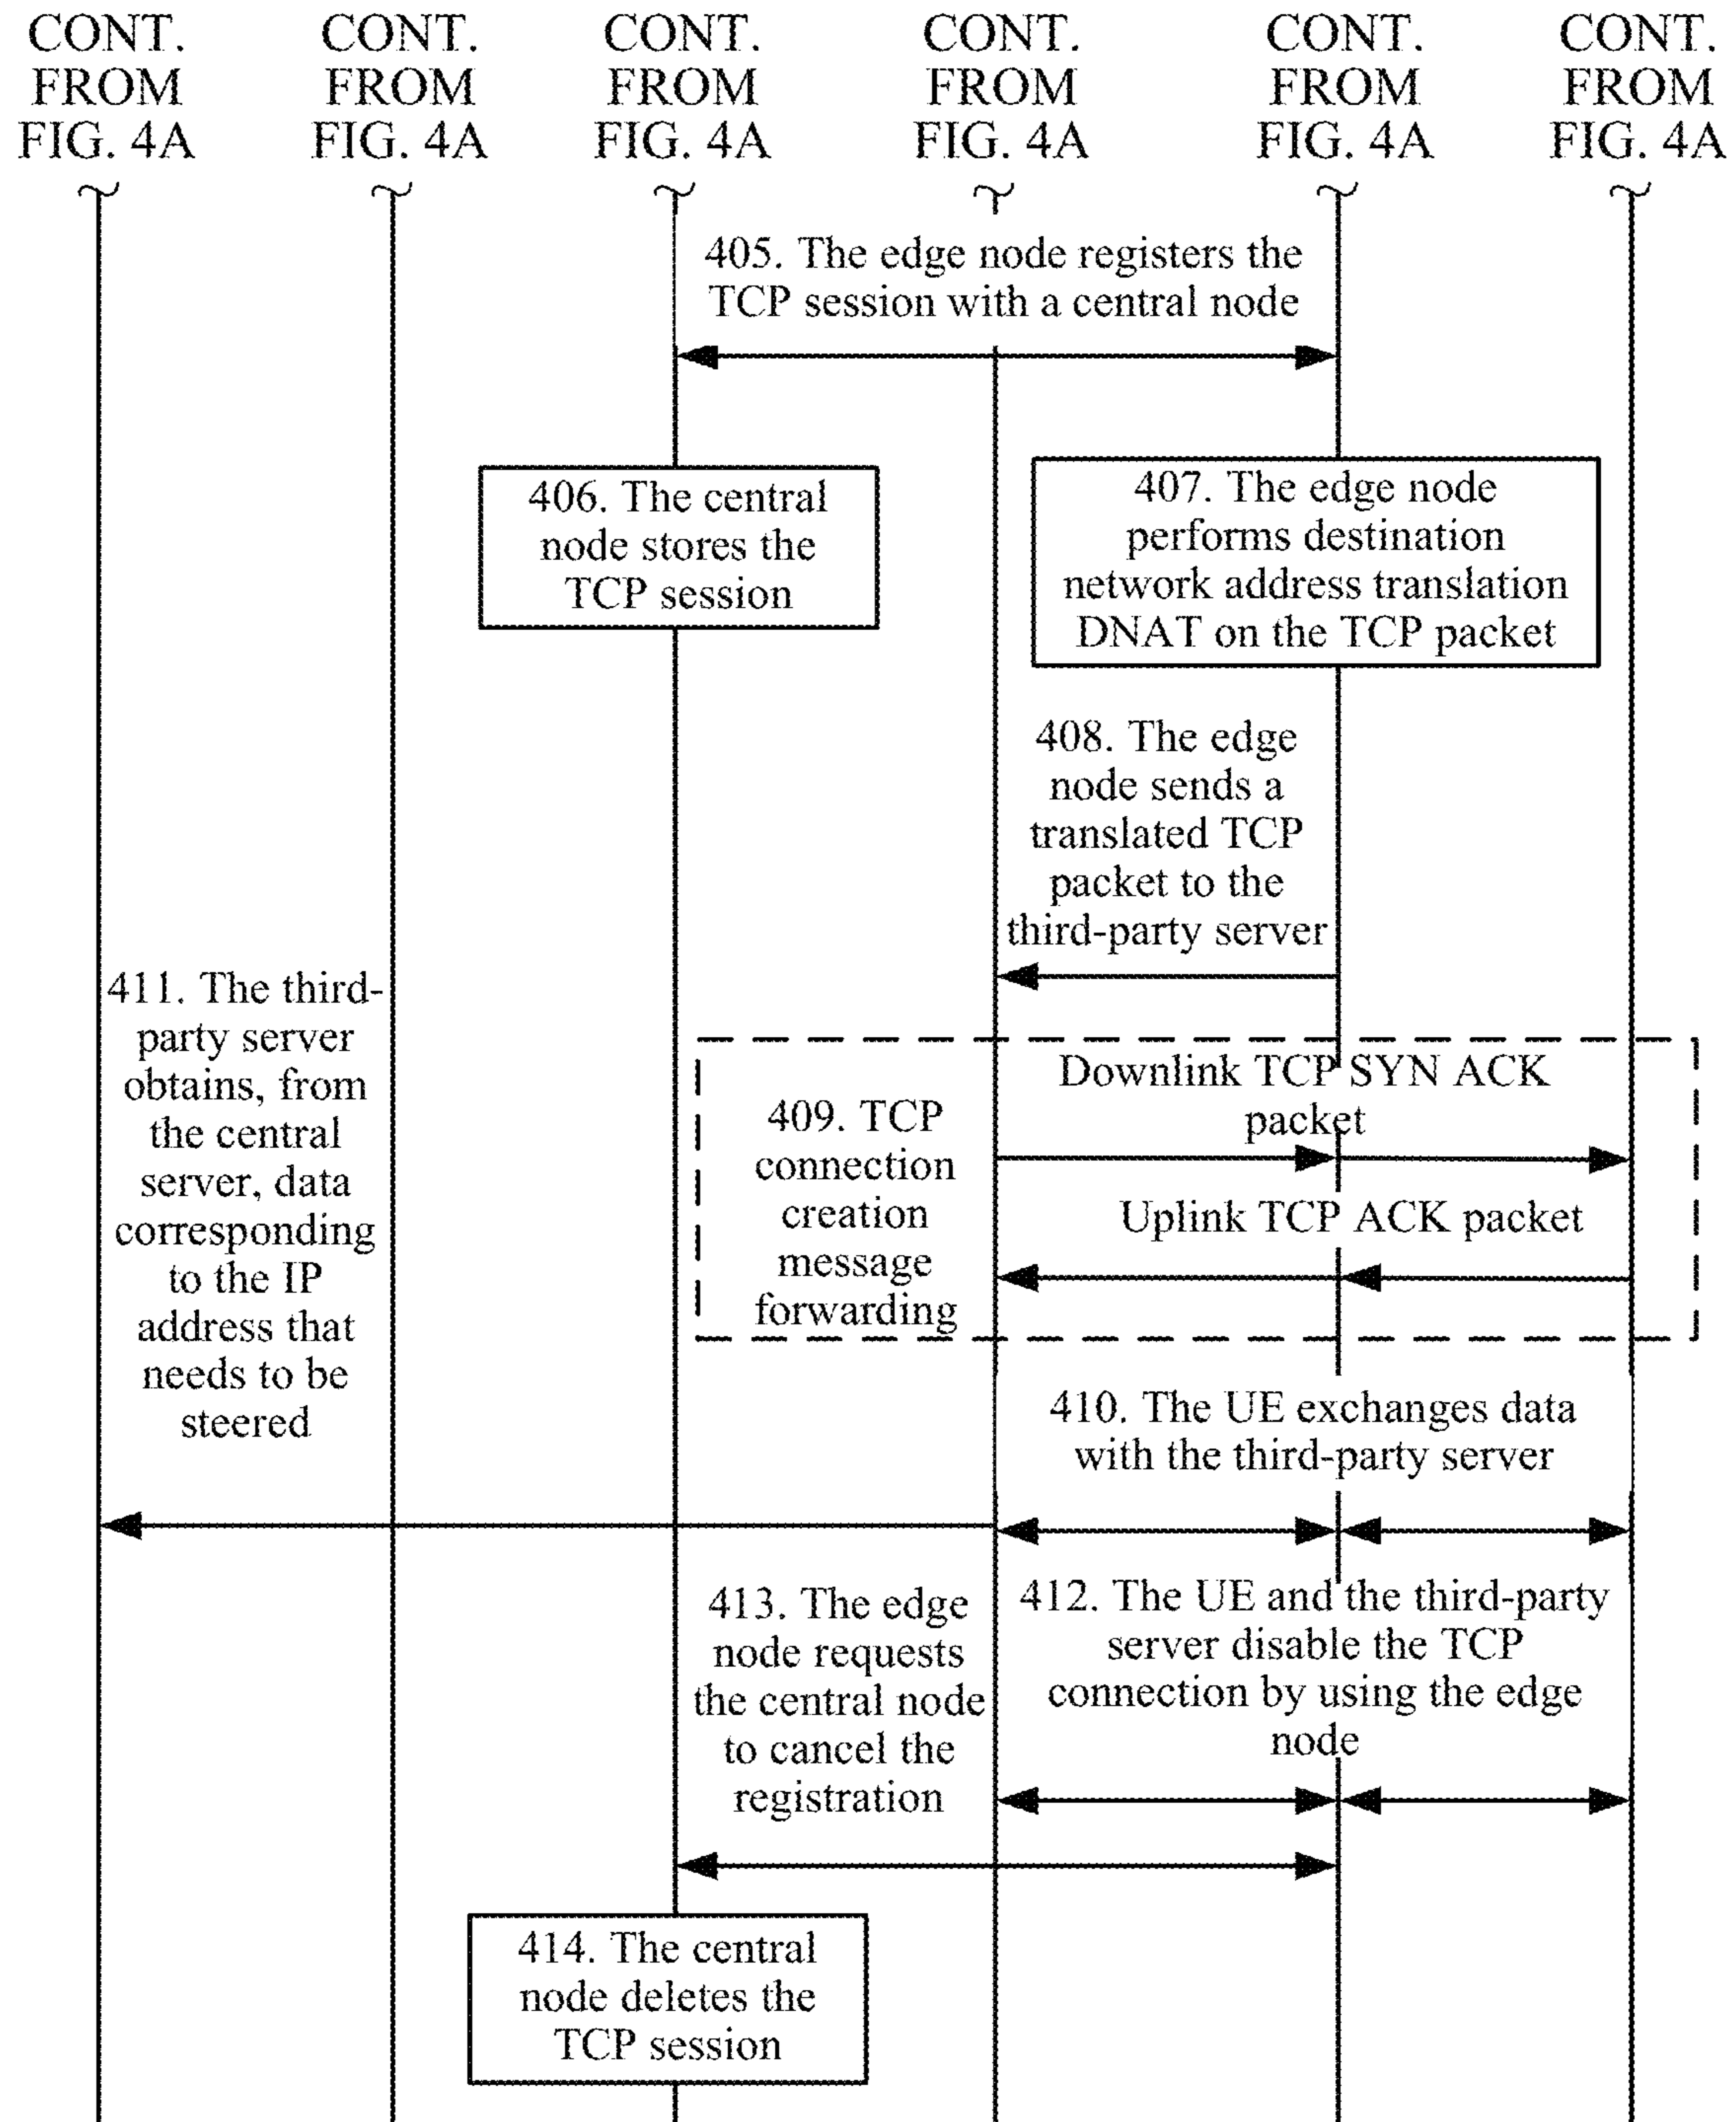 CONT.
FROM
FIG. 4A
CONT.
FROM
FIG. 4A
CONT.
FROM
FIG. 4A
CONT.
FROM
FIG. 4A
CONT.
FROM
FIG. 4A
CONT.
FROM
FIG. 4A
405. The edge node registers the
TCP session with a central node
406. The central
node stores the
TCP session
407. The edge node
performs destination
network address translation
DNAT on the TCP packet
408. The edge
node sends a
translated TCP
packet to the
third-party server
409. TCP
connection
creation
message
forwarding
Downlink TCP SYN ACK
packet
Uplink TCP ACK packet
410. The UE exchanges data
with the third-party server
411. The third-
party server
obtains, from
the central
server, data
corresponding
to the IP
address that
needs to be
steered
412. The UE and the third-party
server disable the TCP
connection by using the edge
node
413. The edge
node requests
the central node
to cancel the
registration
414. The central
node deletes the
TCP session